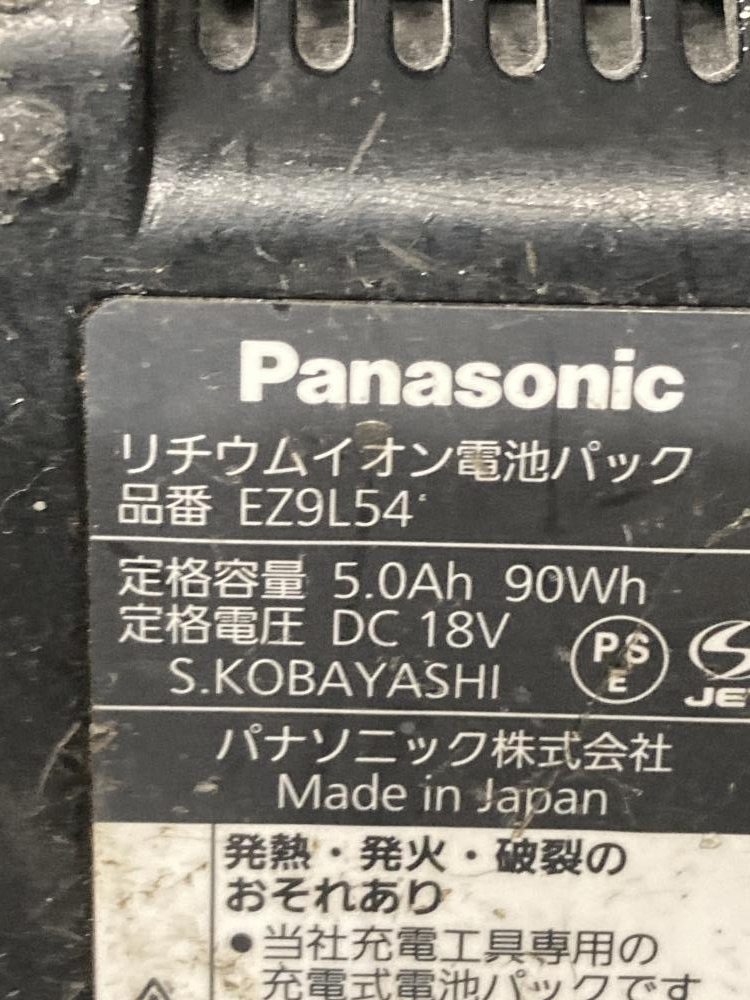 Panasonic
リチウムイオン電池パック
品番 EZ9L54
定格容量 5.0Ah 90Wh
定格電圧 DC 18V
S.KOBAYASHI
PS
E
パナソニック株式会社
Made in Japan
発熱・発火・破裂の
おそれあり
●当社充電工具専用の
充電式電池パックです